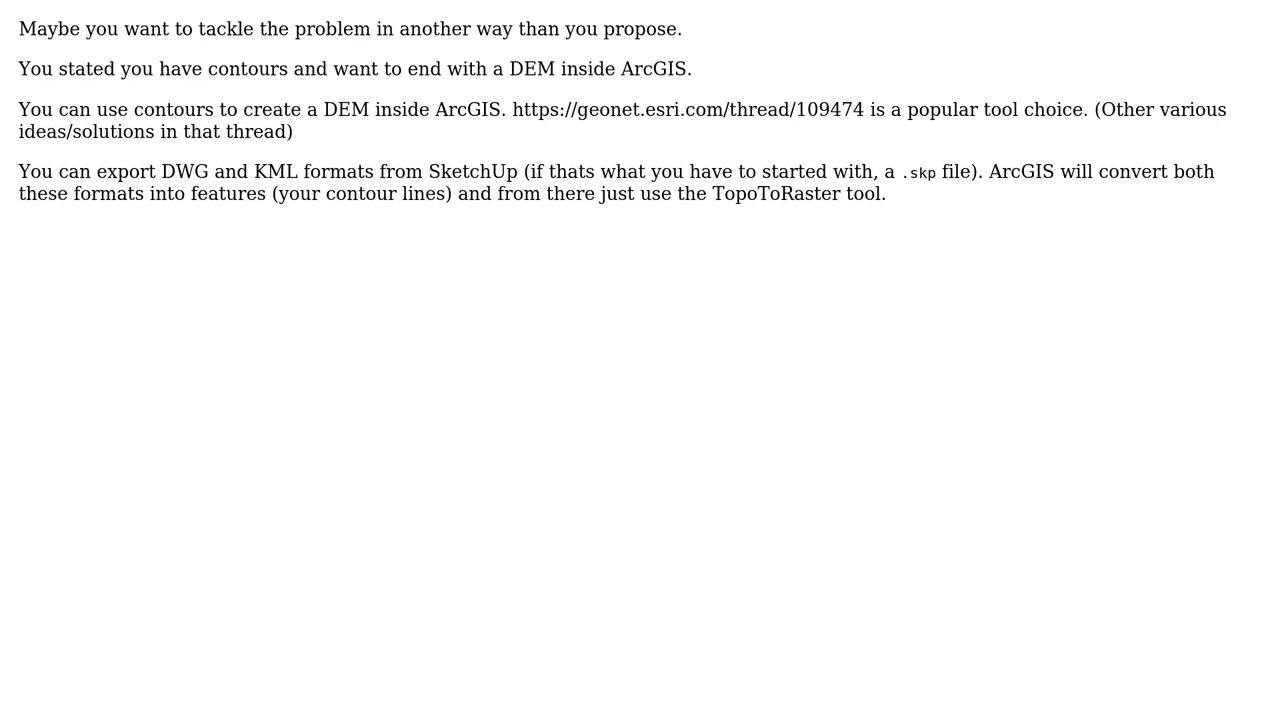 Maybe you want to tackle the problem in another way than you propose.
You stated you have contours and want to end with a DEM inside ArcGIS.
You can use contours to create a DEM inside ArcGIS. https://geonet.esri.com/thread/109474 is a popular tool choice. (Other various
ideas/solutions in that thread)
You can export DWG and KML formats from SketchUp (if thats what you have to started with, a .skp file). ArcGIS will convert both
these formats into features (your contour lines) and from there just use the TopoToRaster tool.